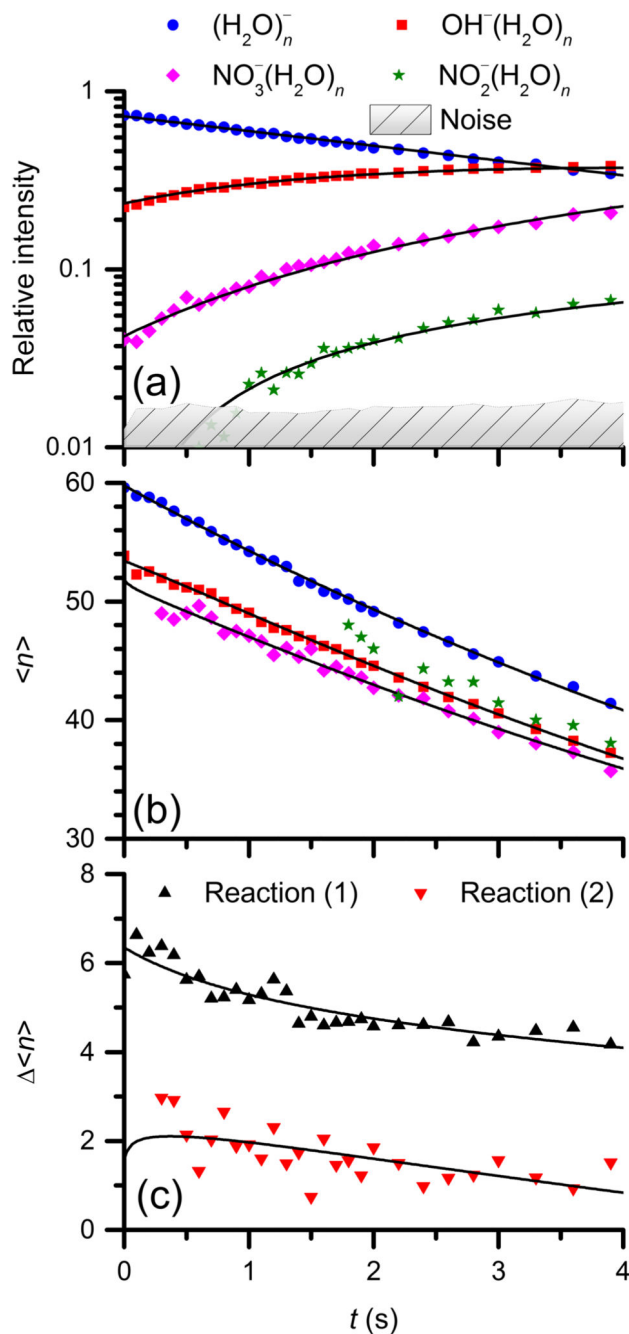 (H₂O)ₙ⁻ OH⁻(H₂O)ₙ
NO₃⁻(H₂O)ₙ NO₂⁻(H₂O)ₙ
Noise
1
0.1
0.01
Relative intensity
(a)
60
50
40
30
<n>
(b)
Reaction (1) Reaction (2)
8
6
4
2
0
Δ<n>
(c)
0 1 2 3 4
t (s)